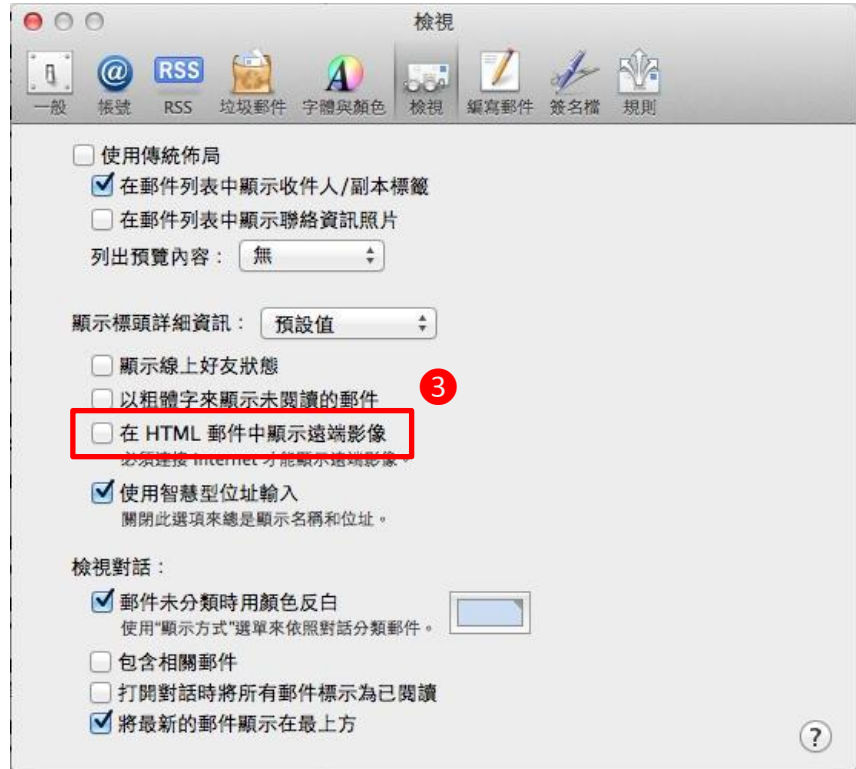 檢視
@ RSS A
一般 帳號 RSS 垃圾郵件 字體與顏色 檢視 編寫郵件 簽名檔 規則
使用傳統佈局
在郵件列表中顯示收件人/副本標籤
在郵件列表中顯示聯絡資訊照片
列出預覽內容： 無
顯示標頭詳細資訊： 預設值
顯示線上好友狀態
以粗體字來顯示未閱讀的郵件
3
在 HTML 郵件中顯示遠端影像
必須連接 Internet 才能顯示遠端影像。
使用智慧型位址輸入
關閉此選項來總是顯示名稱和位址。
檢視對話：
郵件未分類時用顏色反白
使用“顯示方式”選單來依照對話分類郵件。
包含相關郵件
打開對話時將所有郵件標示為已閱讀
將最新的郵件顯示在最上方
?